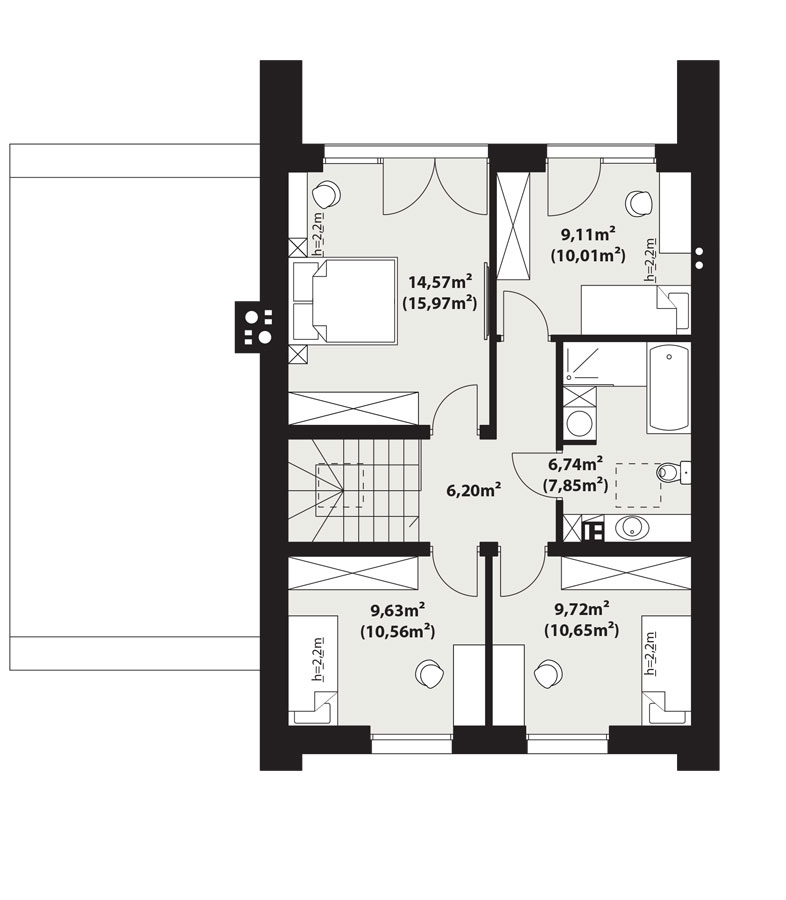 h=2,2m
14,57m²
(15,97m²)
9,11m²
(10,01m²)
h=2,2m
6,74m²
(7,85m²)
6,20m²
9,63m²
(10,56m²)
h=2,2m
9,72m²
(10,65m²)
h=2,2m